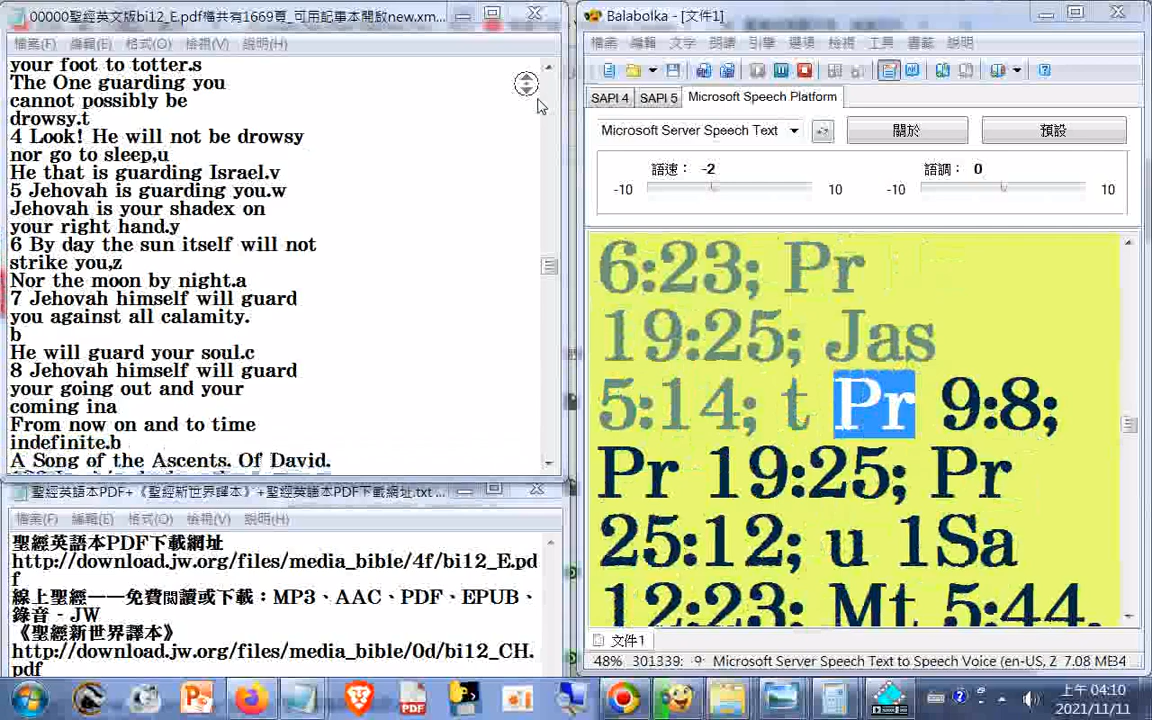 00000聖經英文版bi12_E.pdf檔共有1669頁_可用記事本開啟new.xm...
檔案(F) 編輯(E) 格式(O) 檢視(V) 說明(H)
your foot to totter.s
The One guarding you
cannot possibly be
drowsy.t
4 Look! He will not be drowsy
nor go to sleep,u
He that is guarding Israel.v
5 Jehovah is guarding you.w
Jehovah is your shadex on
your right hand.y
6 By day the sun itself will not
strike you,z
Nor the moon by night.a
7 Jehovah himself will guard
you against all calamity.
b
He will guard your soul.c
8 Jehovah himself will guard
your going out and your
coming ina
From now on and to time
indefinite.b
A Song of the Ascents. Of David.
聖經英語本PDF+《聖經新世界譯本》+聖經英語本PDF下載網址.txt ...
檔案(F) 編輯(E) 格式(O) 檢視(V) 說明(H)
聖經英語本PDF下載網址
http://download.jw.org/files/media_bible/4f/bi12_E.pd
f
線上聖經——免費閱讀或下載：MP3、AAC、PDF、EPUB、
錄音 - JW
《聖經新世界譯本》
http://download.jw.org/files/media_bible/0d/bi12_CH.
pdf
Balabolka - [文件1]
檔案 編輯 文字 朗讀 引擎 選項 檢視 工具 書籤 說明
SAPI 4 SAPI 5 Microsoft Speech Platform
Microsoft Server Speech Text 關於 預設
語速： -2 語調： 0
-10 10 -10 10
6:23; Pr
19:25; Jas
5:14; t Pr 9:8;
Pr 19:25; Pr
25:12; u 1Sa
12:23; Mt 5:44.
文件1
48% 301339: Microsoft Server Speech Text to Speech Voice (en-US, Z 7.08 MB34
上午 04:10
2021/11/11